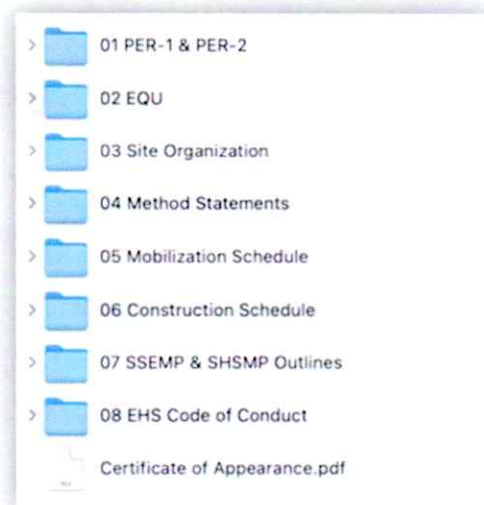 01 PER-1 & PER-2
02 EQU
03 Site Organization
04 Method Statements
05 Mobilization Schedule
06 Construction Schedule
07 SSEMP & SHSMP Outlines
08 EHS Code of Conduct
Certificate of Appearance.pdf